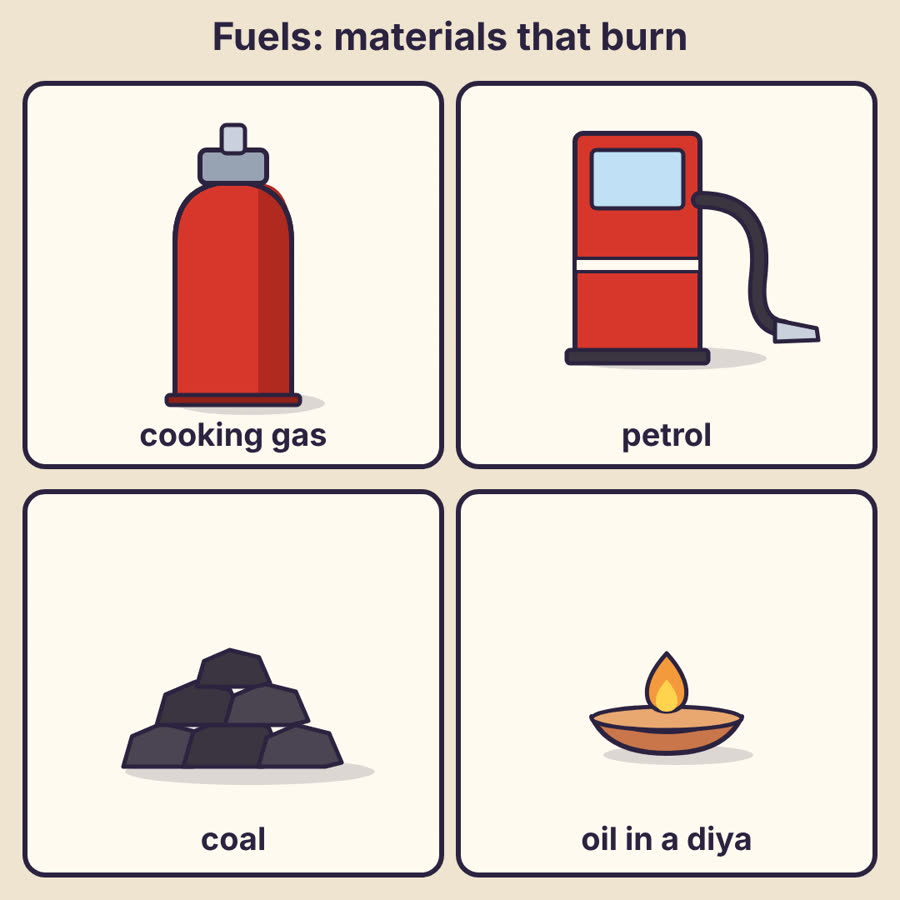 Fuels: materials that burn
cooking gas
petrol
coal
oil in a diya